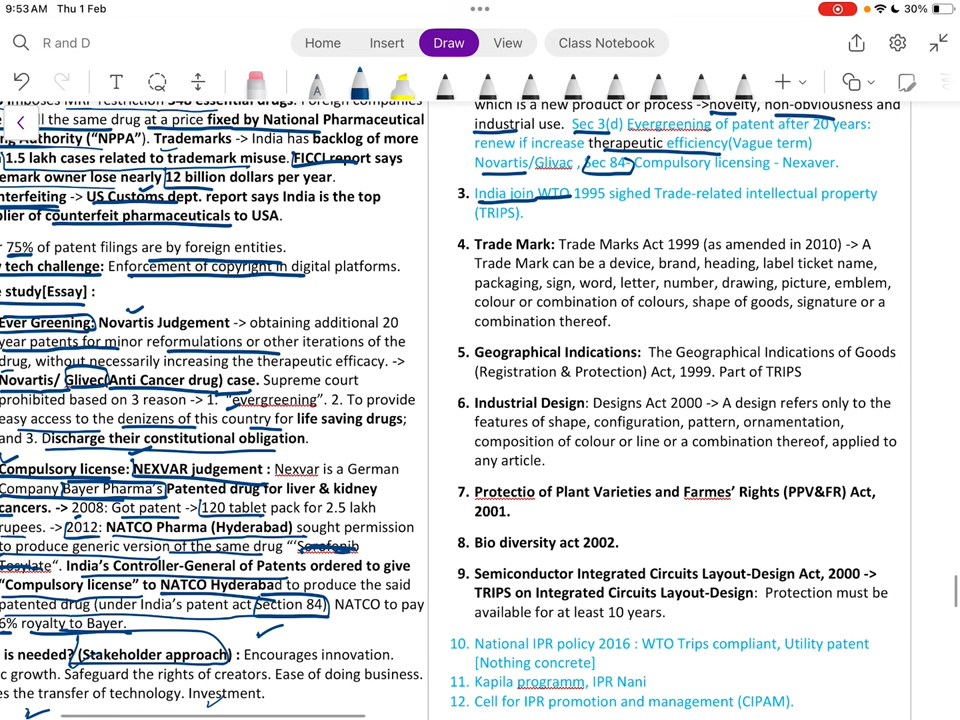 9:53 AM Thu 1 Feb
30%
R and D
Home Insert Draw View Class Notebook
imposes MRP restriction 348 essential drugs. Foreign companies
ll the same drug at a price fixed by National Pharmaceutical
Authority ("NPPA"). Trademarks -> India has backlog of more
1.5 lakh cases related to trademark misuse. FICCI report says
emark owner lose nearly 12 billion dollars per year.
nterfeiting -> US Customs dept. report says India is the top
plier of counterfeit pharmaceuticals to USA.
r 75% of patent filings are by foreign entities.
tech challenge: Enforcement of copyright in digital platforms.
e study[Essay] :
Ever Greening: Novartis Judgement -> obtaining additional 20
year patents for minor reformulations or other iterations of the
drug, without necessarily increasing the therapeutic efficacy. ->
Novartis/ Glivec(Anti Cancer drug) case. Supreme court
prohibited based on 3 reason -> 1. "evergreening". 2. To provide
easy access to the denizens of this country for life saving drugs;
and 3. Discharge their constitutional obligation.
Compulsory license: NEXVAR judgement : Nexvar is a German
Company Bayer Pharma's Patented drug for liver & kidney
cancers. -> 2008: Got patent -> 120 tablet pack for 2.5 lakh
rupees. -> 2012: NATCO Pharma (Hyderabad) sought permission
to produce generic version of the same drug "'Sorofenib
Tosylate". India's Controller-General of Patents ordered to give
"Compulsory license" to NATCO Hyderabad to produce the said
patented drug (under India's patent act Section 84) NATCO to pay
6% royalty to Bayer.
is needed? (Stakeholder approach) : Encourages innovation.
c growth. Safeguard the rights of creators. Ease of doing business.
es the transfer of technology. Investment.
which is a new product or process ->novelty, non-obviousness and
industrial use. Sec 3(d) Evergreening of patent after 20 years:
renew if increase therapeutic efficiency(Vague term)
Novartis/Glivac , Sec 84- Compulsory licensing - Nexaver.
3. India join WTO 1995 sighed Trade-related intellectual property
(TRIPS).
4. Trade Mark: Trade Marks Act 1999 (as amended in 2010) -> A
Trade Mark can be a device, brand, heading, label ticket name,
packaging, sign, word, letter, number, drawing, picture, emblem,
colour or combination of colours, shape of goods, signature or a
combination thereof.
5. Geographical Indications: The Geographical Indications of Goods
(Registration & Protection) Act, 1999. Part of TRIPS
6. Industrial Design: Designs Act 2000 -> A design refers only to the
features of shape, configuration, pattern, ornamentation,
composition of colour or line or a combination thereof, applied to
any article.
7. Protectio of Plant Varieties and Farmes' Rights (PPV&FR) Act,
2001.
8. Bio diversity act 2002.
9. Semiconductor Integrated Circuits Layout-Design Act, 2000 ->
TRIPS on Integrated Circuits Layout-Design: Protection must be
available for at least 10 years.
10. National IPR policy 2016 : WTO Trips compliant, Utility patent
[Nothing concrete]
11. Kapila programm, IPR Nani
12. Cell for IPR promotion and management (CIPAM).